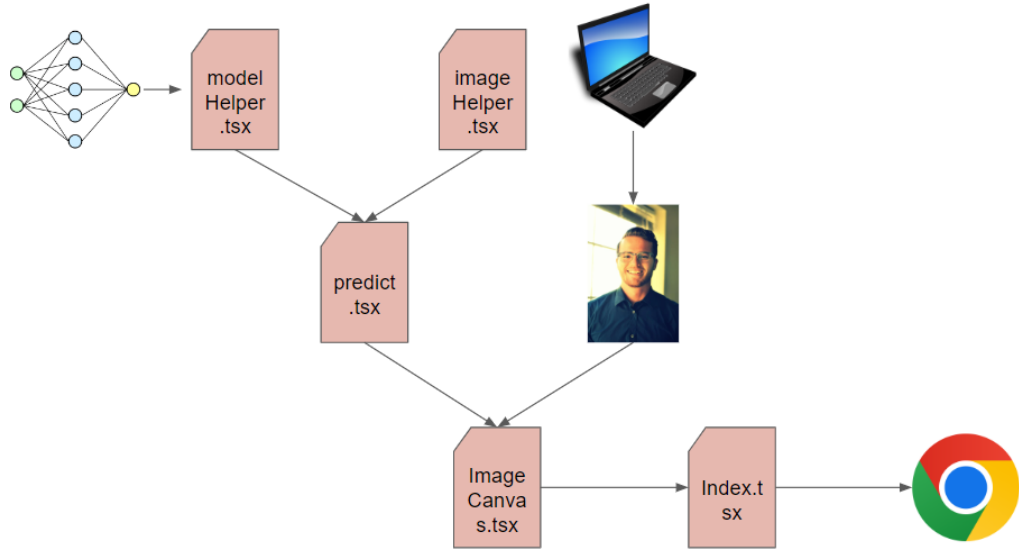 model
Helper
.tsx
image
Helper
.tsx
predict
.tsx
Image
Canva
s.tsx
Index.t
sx